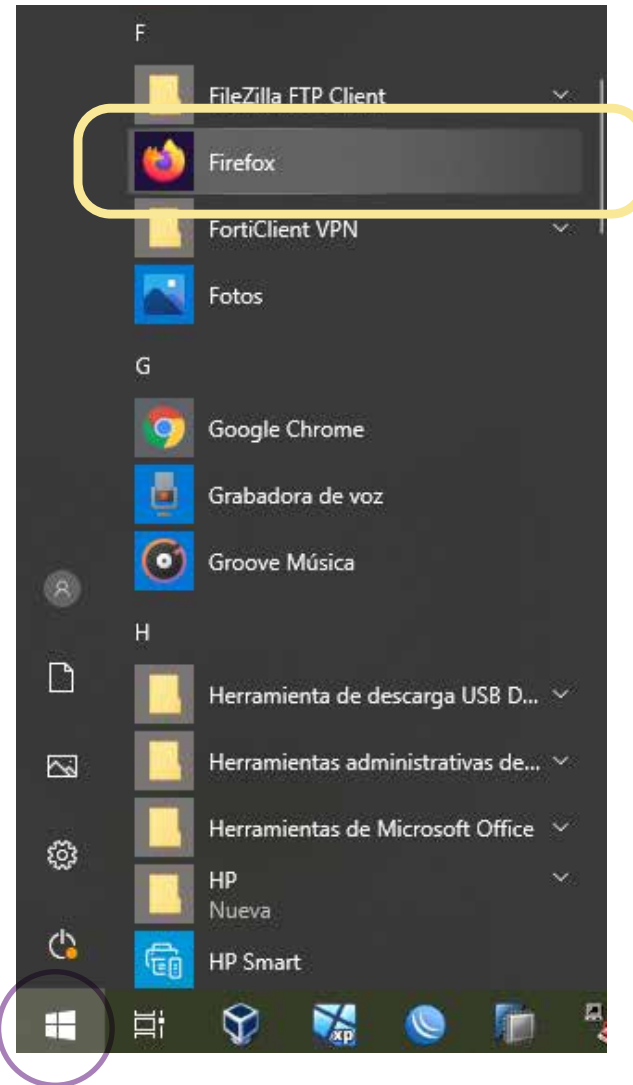 F
FileZilla FTP Client
Firefox
FortiClient VPN
Fotos
G
Google Chrome
Grabadora de voz
Groove Música
H
Herramienta de descarga USB D...
Herramientas administrativas de...
Herramientas de Microsoft Office
HP
Nueva
HP Smart
xp